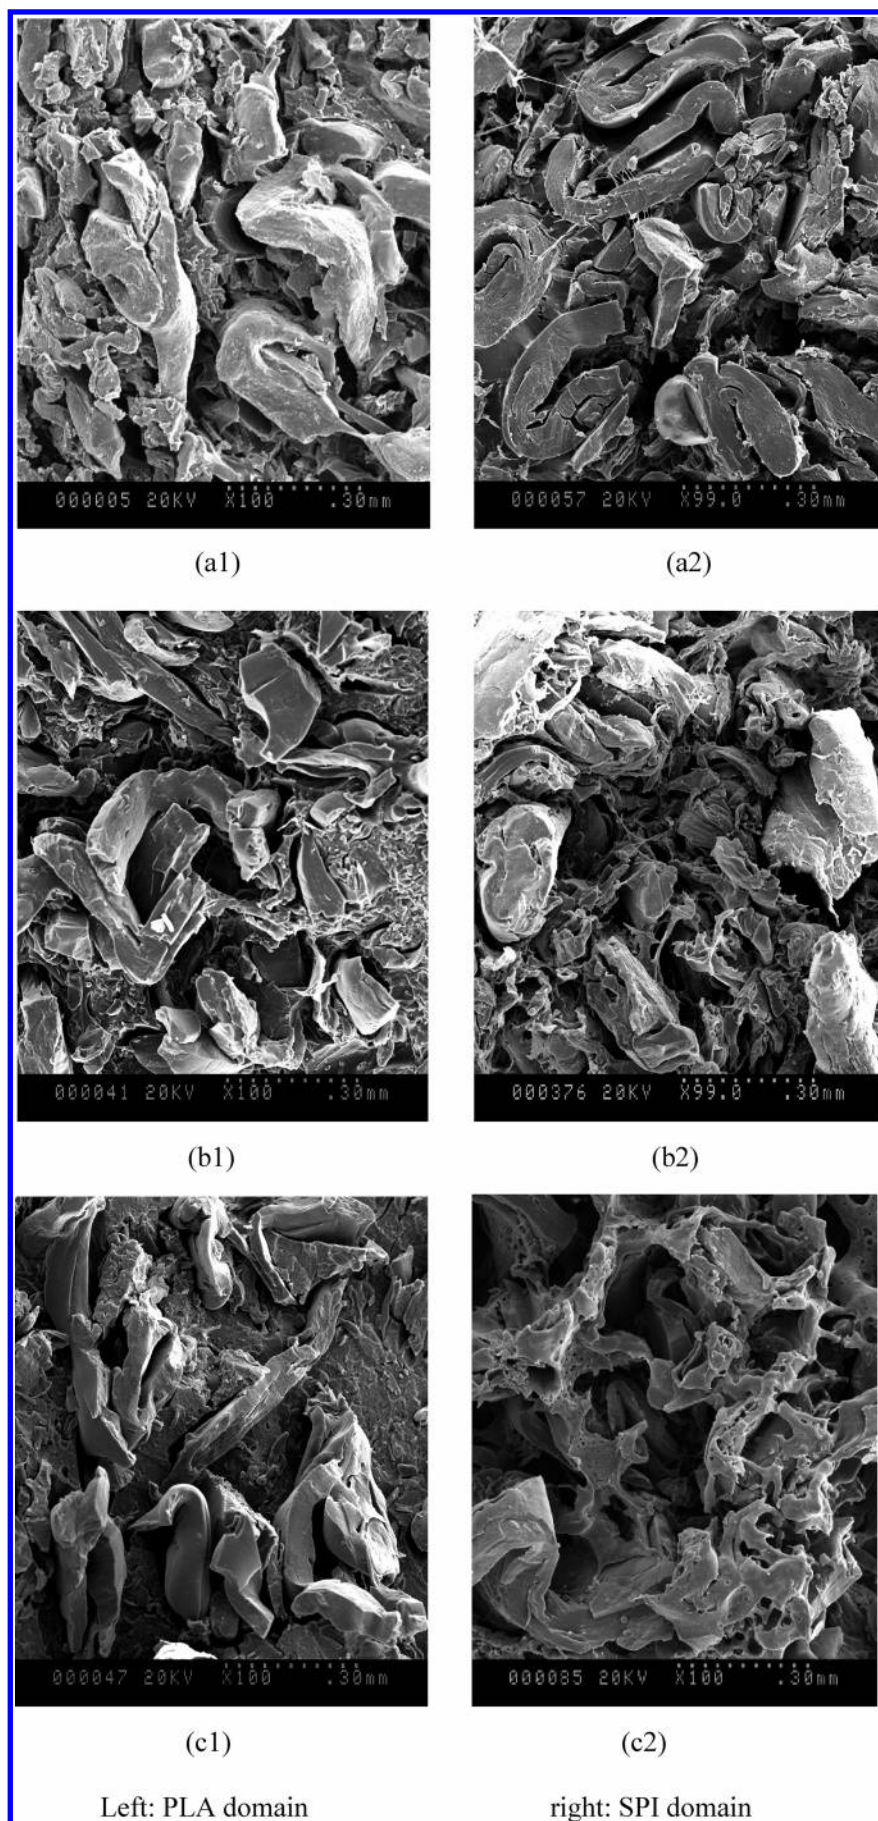 000005 20KV X100 .30mm
000057 20KV X99.0 .30mm
(a1)
(a2)
000041 20KV X100 .30mm
000376 20KV X99.0 .30mm
(b1)
(b2)
000047 20KV X100 .30mm
000085 20KV X100 .30mm
(c1)
(c2)
Left: PLA domain
right: SPI domain